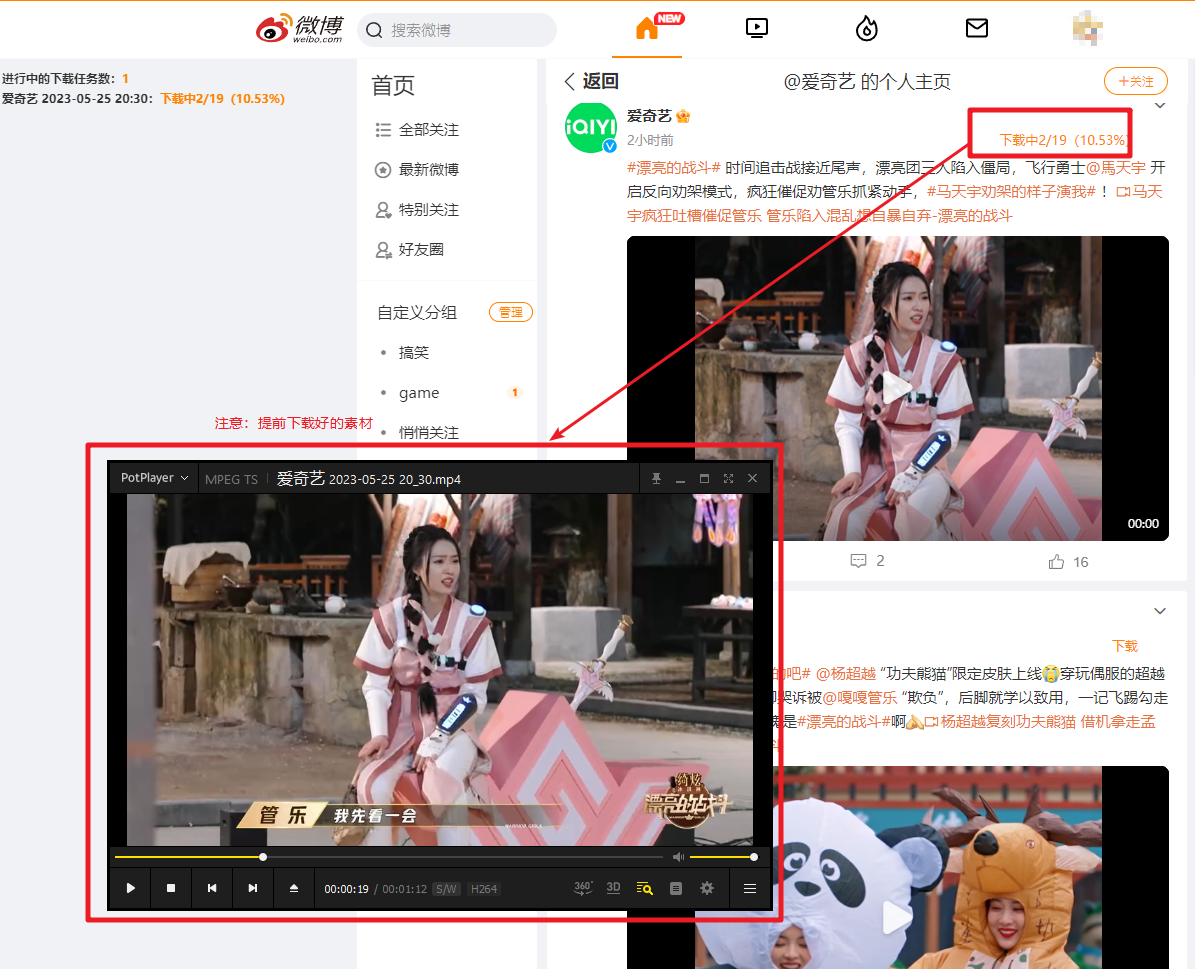 微博
weibo.com
搜索微博
NEW
进行中的下载任务数：1
爱奇艺 2023-05-25 20:30：下载中2/19（10.53%）
首页
全部关注
最新微博
特别关注
好友圈
自定义分组
管理
搞笑
game
1
悄悄关注
返回
@爱奇艺 的个人主页
+关注
iQIYI
爱奇艺
2小时前
下载中2/19（10.53%）
#漂亮的战斗# 时间追击战接近尾声，漂亮团三人陷入僵局，飞行勇士@馬天宇 开
启反向劝架模式，疯狂催促劝管乐抓紧动手，#马天宇劝架的样子演我#！马天
宇疯狂吐槽催促管乐 管乐陷入混乱想自暴自弃-漂亮的战斗
00:00
2
16
注意：提前下载好的素材
PotPlayer
MPEG TS
爱奇艺 2023-05-25 20_30.mp4
管乐
我先看一会
绮炫
漂亮的战斗
WARRIOR GIRLS
00:00:19 / 00:01:12
S/W
H264
360°
3D
下载
的吧# @杨超越 “功夫熊猫”限定皮肤上线穿玩偶服的超越
哭诉被@嘎嘎管乐 “欺负”，后脚就学以致用，一记飞踢勾走
是#漂亮的战斗#啊杨超越复刻功夫熊猫 借机拿走孟
斗